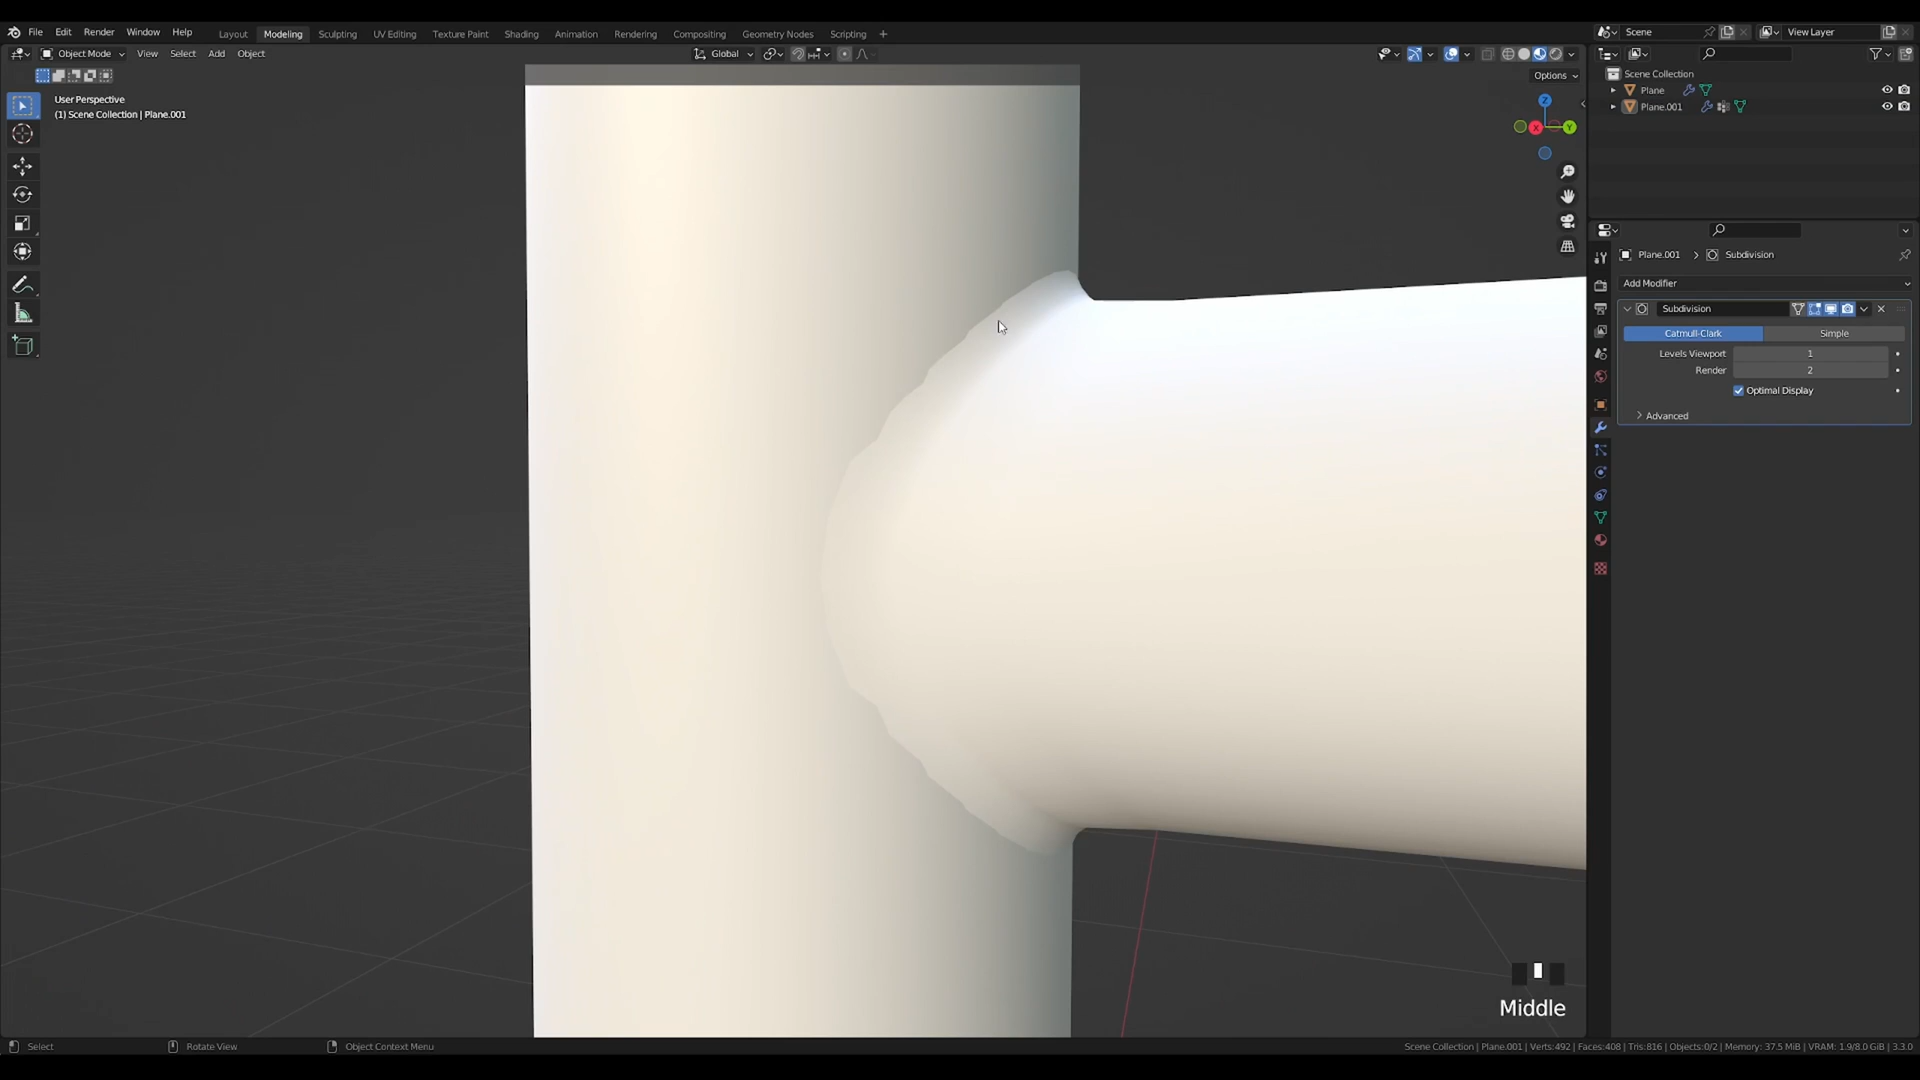 File Edit Render Window Help Layout Modeling Sculpting UV Editing Texture Paint Shading Animation Rendering Compositing Geometry Nodes Scripting + Scene View Layer
Object Mode View Select Add Object Global
Options
User Perspective
(1) Scene Collection | Plane.001
Z
X
Y
Scene Collection
Plane
Plane.001
Plane.001 > Subdivision
Add Modifier
Subdivision
Catmull-Clark Simple
Levels Viewport 1
Render 2
Optimal Display
Advanced
Middle
Select Rotate View Object Context Menu Scene Collection | Plane.001 | Verts:492 | Faces:408 | Tris:816 | Objects:0/2 | Memory: 37.5 MiB | VRAM: 1.9/8.0 GiB | 3.3.0